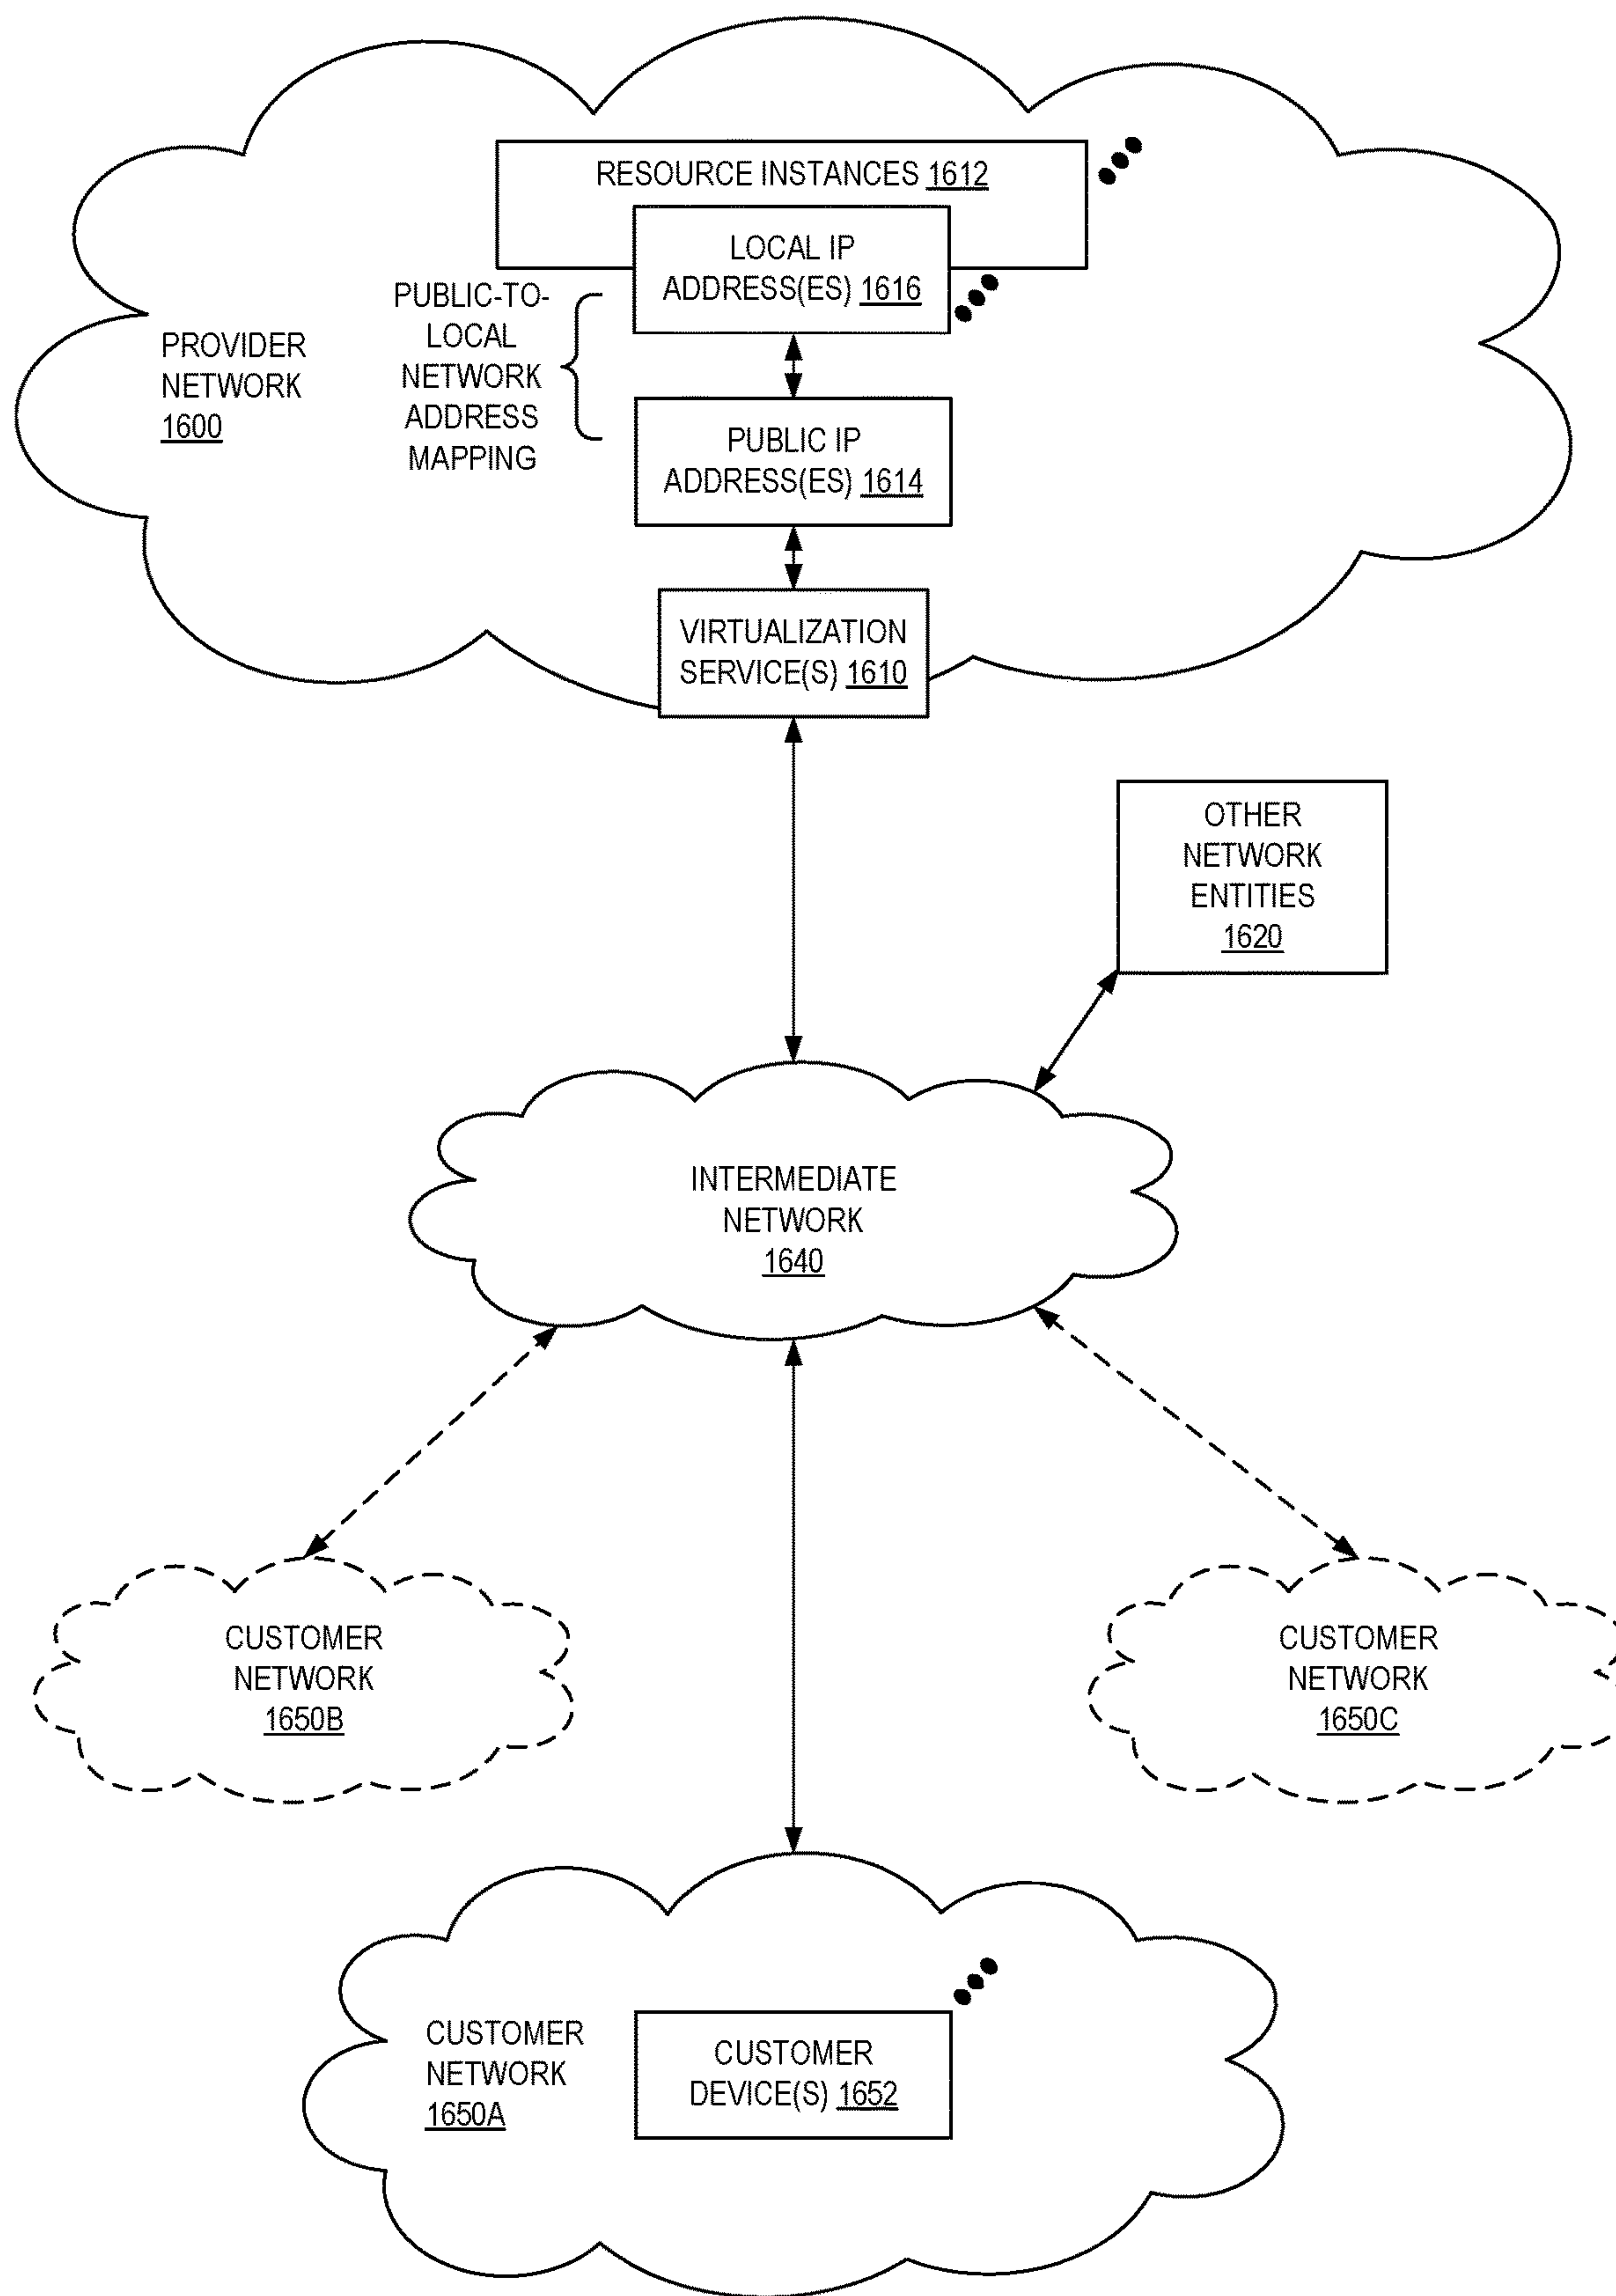 RESOURCE INSTANCES 1612
LOCAL IP
ADDRESS(ES) 1616
PUBLIC-TO-
LOCAL
NETWORK
ADDRESS
MAPPING
PROVIDER
NETWORK
1600
PUBLIC IP
ADDRESS(ES) 1614
VIRTUALIZATION
SERVICE(S) 1610
OTHER
NETWORK
ENTITIES
1620
INTERMEDIATE
NETWORK
1640
CUSTOMER
NETWORK
1650B
CUSTOMER
NETWORK
1650C
CUSTOMER
NETWORK
1650A
CUSTOMER
DEVICE(S) 1652